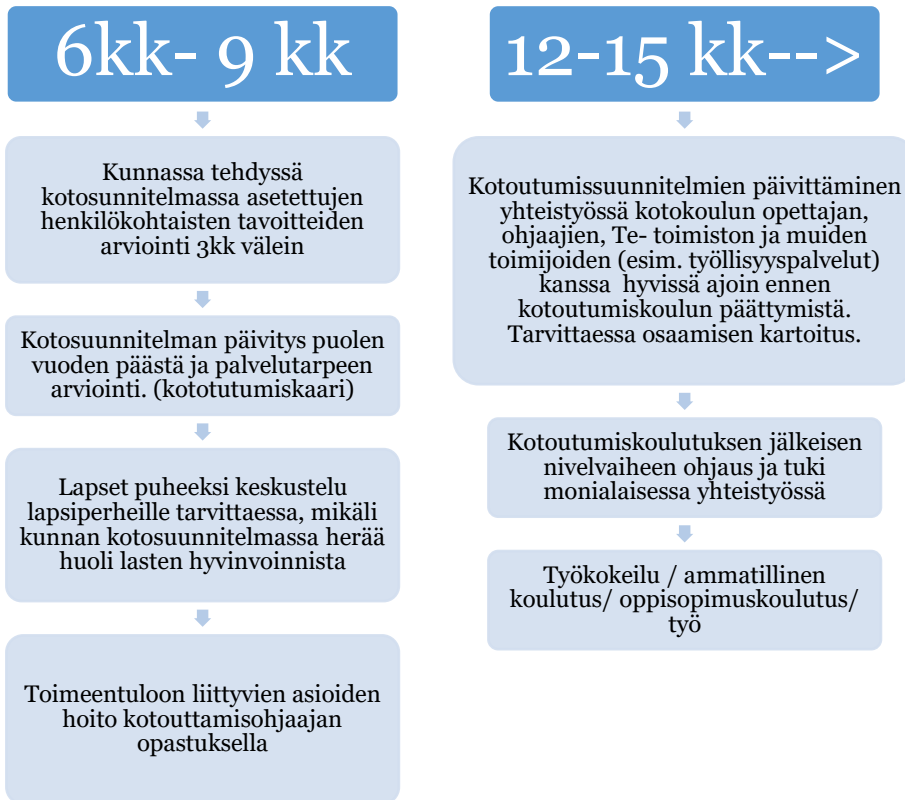 6kk- 9 kk
Kunnassa tehdyssä
kotosunnitelmassa asetettujen
henkilökohtaisten tavoitteiden
arviointi 3kk välein
Kotosuunnitelman päivitys puolen
vuoden päästä ja palvelutarpeen
arviointi. (kototutumiskaari)
Lapset puheeksi keskustelu
lapsiperheille tarvittaessa, mikäli
kunnan kotosuunnitelmassa herää
huoli lasten hyvinvoinnista
Toimeentuloon liittyvien asioiden
hoito kotouttamisohjaajan
opastuksella
12-15 kk-->
Kotoutumissuunnitelmien päivittäminen
yhteistyössä kotokoulun opettajan,
ohjaajien, Te- toimiston ja muiden
toimijoiden (esim. työllisyyspalvelut)
kanssa  hyvissä ajoin ennen
kotoutumiskoulun päättymistä.
Tarvittaessa osaamisen kartoitus.
Kotoutumiskoulutuksen jälkeisen
nivelvaiheen ohjaus ja tuki
monialaisessa yhteistyössä
Työkokeilu / ammatillinen
koulutus/ oppisopimuskoulutus/
työ